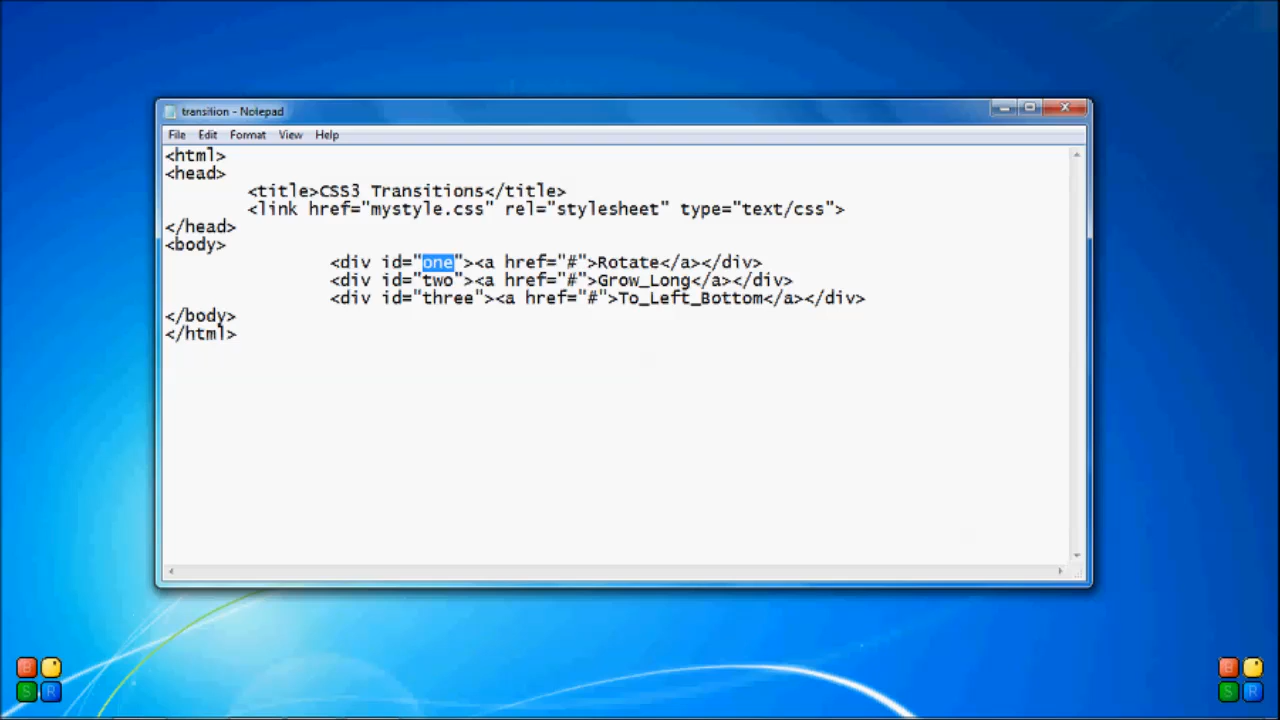 transition - Notepad
File Edit Format View Help
<html>
<head>
<title>CSS3 Transitions</title>
<link href="mystyle.css" rel="stylesheet" type="text/css">
</head>
<body>
<div id="one"><a href="#">Rotate</a></div>
<div id="two"><a href="#">Grow_Long</a></div>
<div id="three"><a href="#">To_Left_Bottom</a></div>
</body>
</html>
B
S R
B
S R